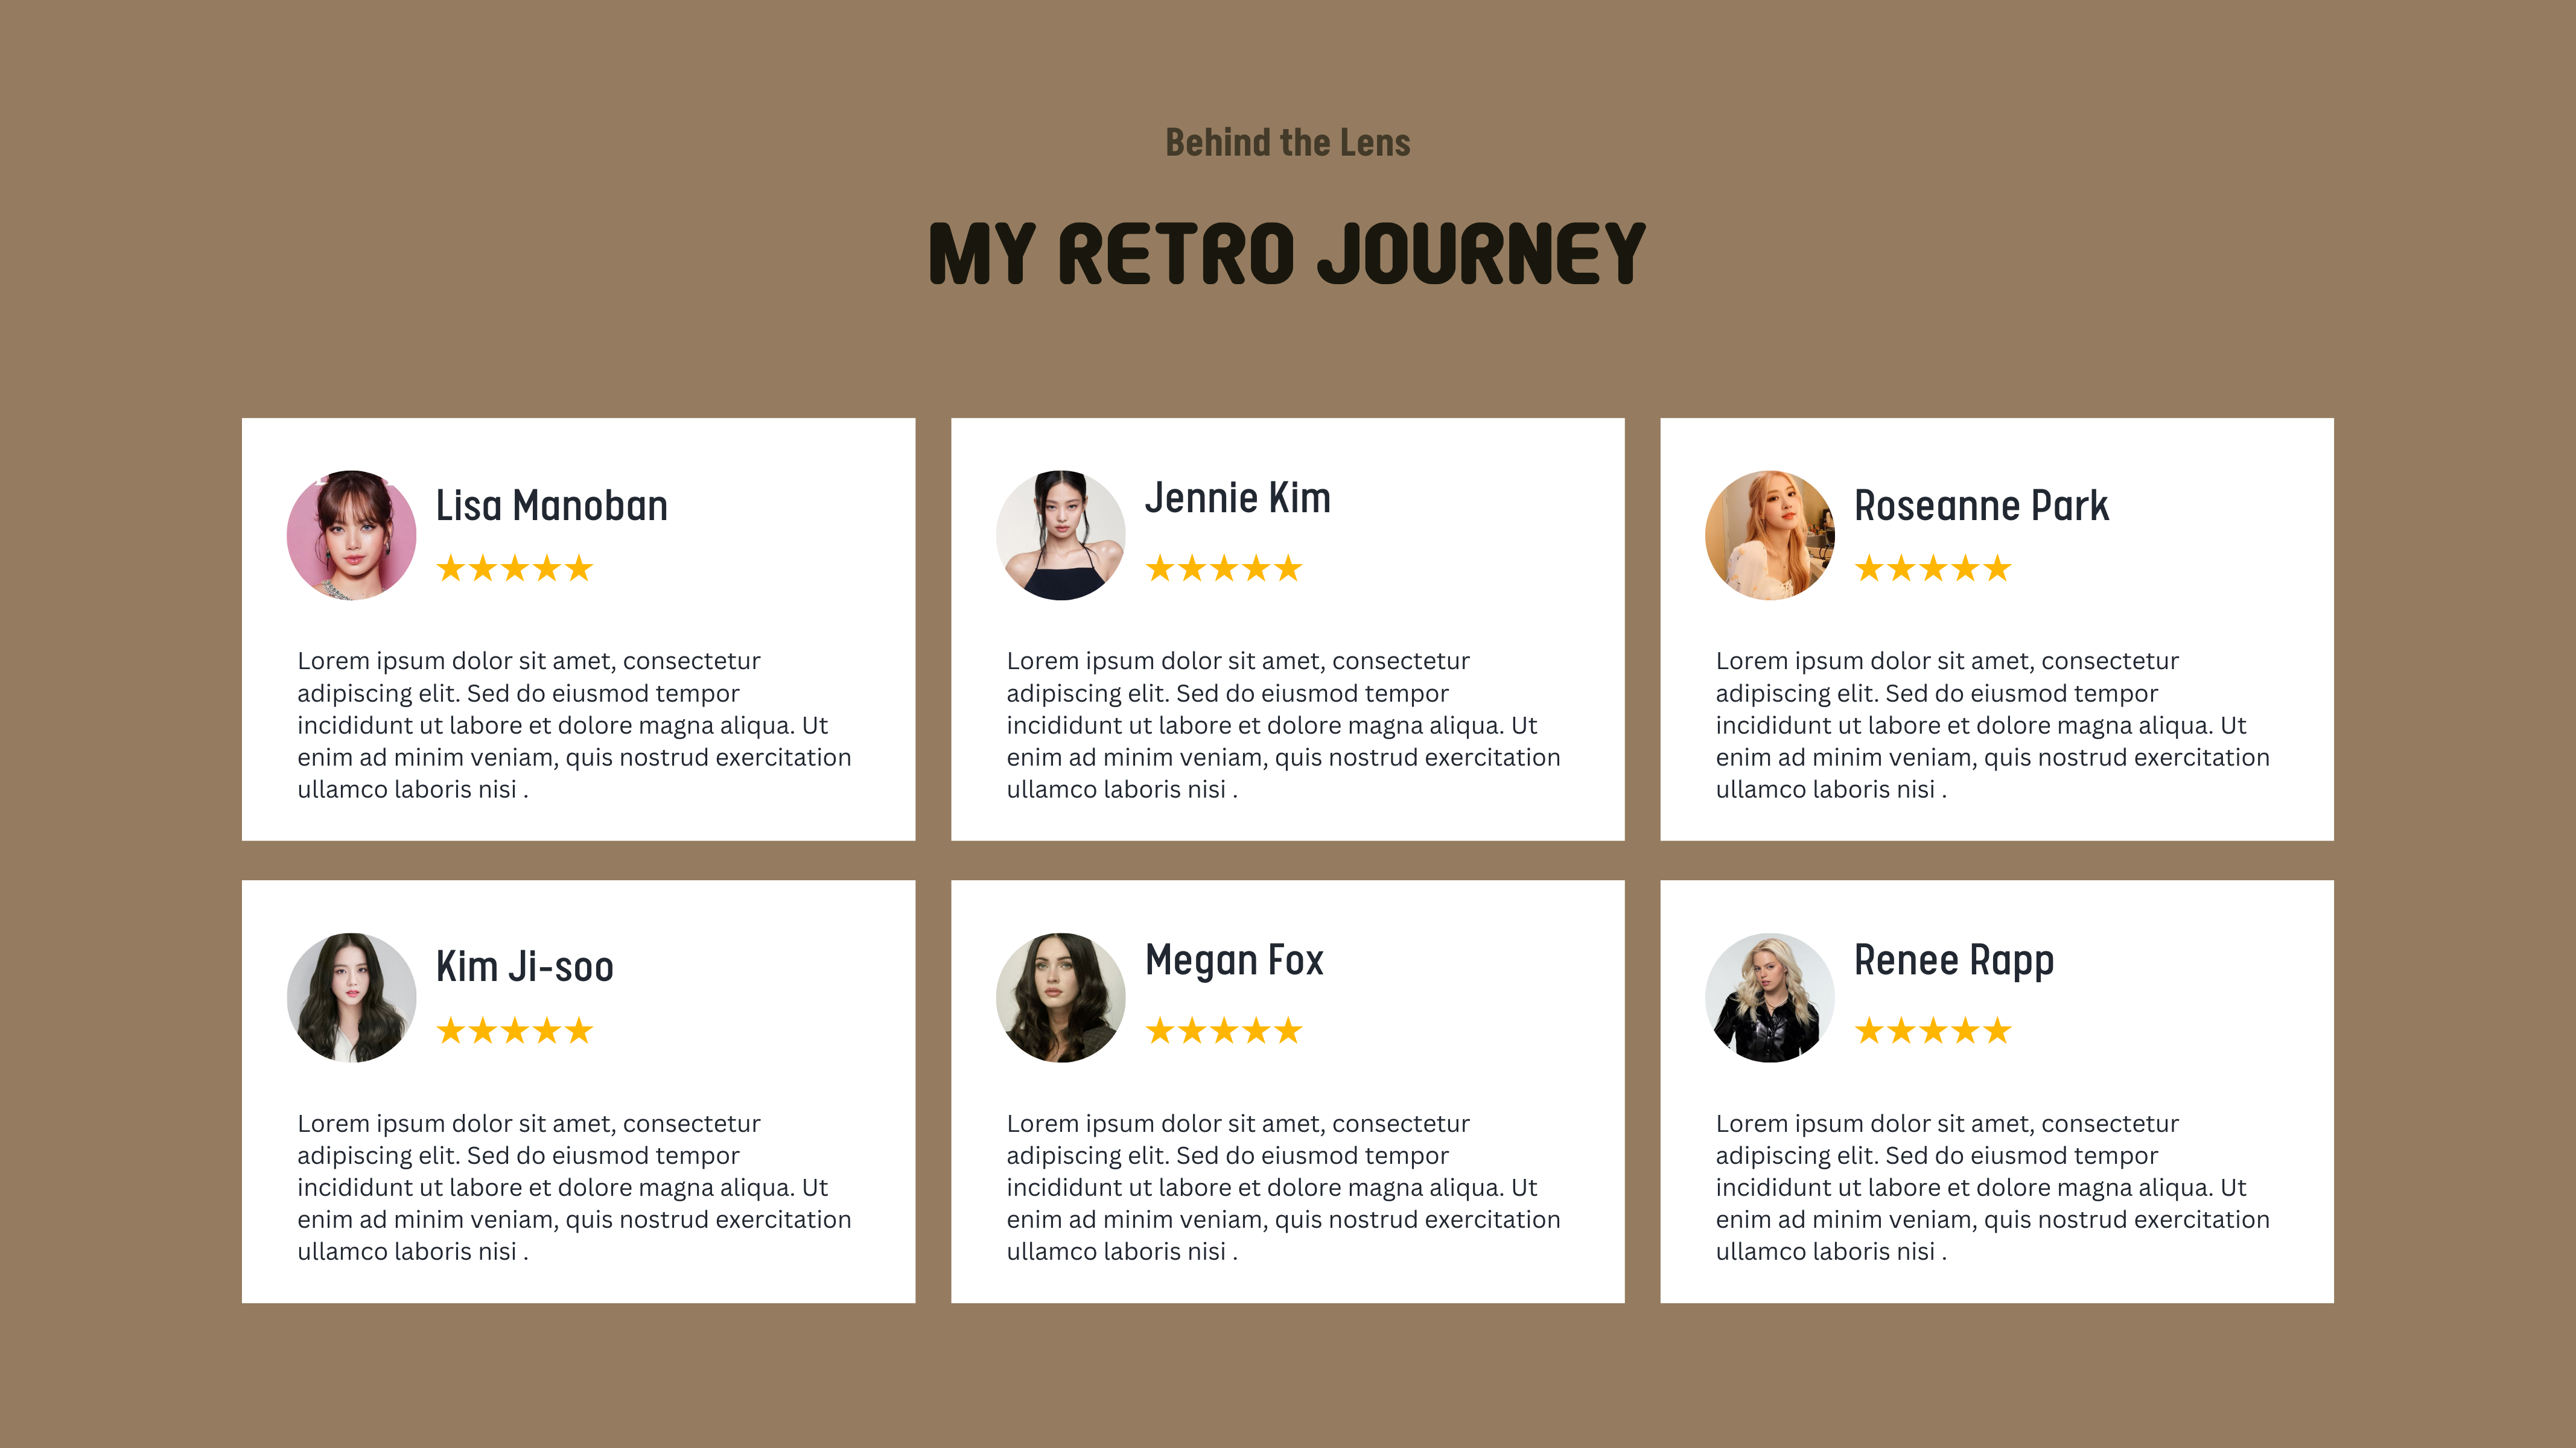 Behind the Lens
MY RETRO JOURNEY
Lisa Manoban
★★★★★
Lorem ipsum dolor sit amet, consectetur
adipiscing elit. Sed do eiusmod tempor
incididunt ut labore et dolore magna aliqua. Ut
enim ad minim veniam, quis nostrud exercitation
ullamco laboris nisi .
Jennie Kim
★★★★★
Lorem ipsum dolor sit amet, consectetur
adipiscing elit. Sed do eiusmod tempor
incididunt ut labore et dolore magna aliqua. Ut
enim ad minim veniam, quis nostrud exercitation
ullamco laboris nisi .
Roseanne Park
★★★★★
Lorem ipsum dolor sit amet, consectetur
adipiscing elit. Sed do eiusmod tempor
incididunt ut labore et dolore magna aliqua. Ut
enim ad minim veniam, quis nostrud exercitation
ullamco laboris nisi .
Kim Ji-soo
★★★★★
Lorem ipsum dolor sit amet, consectetur
adipiscing elit. Sed do eiusmod tempor
incididunt ut labore et dolore magna aliqua. Ut
enim ad minim veniam, quis nostrud exercitation
ullamco laboris nisi .
Megan Fox
★★★★★
Lorem ipsum dolor sit amet, consectetur
adipiscing elit. Sed do eiusmod tempor
incididunt ut labore et dolore magna aliqua. Ut
enim ad minim veniam, quis nostrud exercitation
ullamco laboris nisi .
Renee Rapp
★★★★★
Lorem ipsum dolor sit amet, consectetur
adipiscing elit. Sed do eiusmod tempor
incididunt ut labore et dolore magna aliqua. Ut
enim ad minim veniam, quis nostrud exercitation
ullamco laboris nisi .